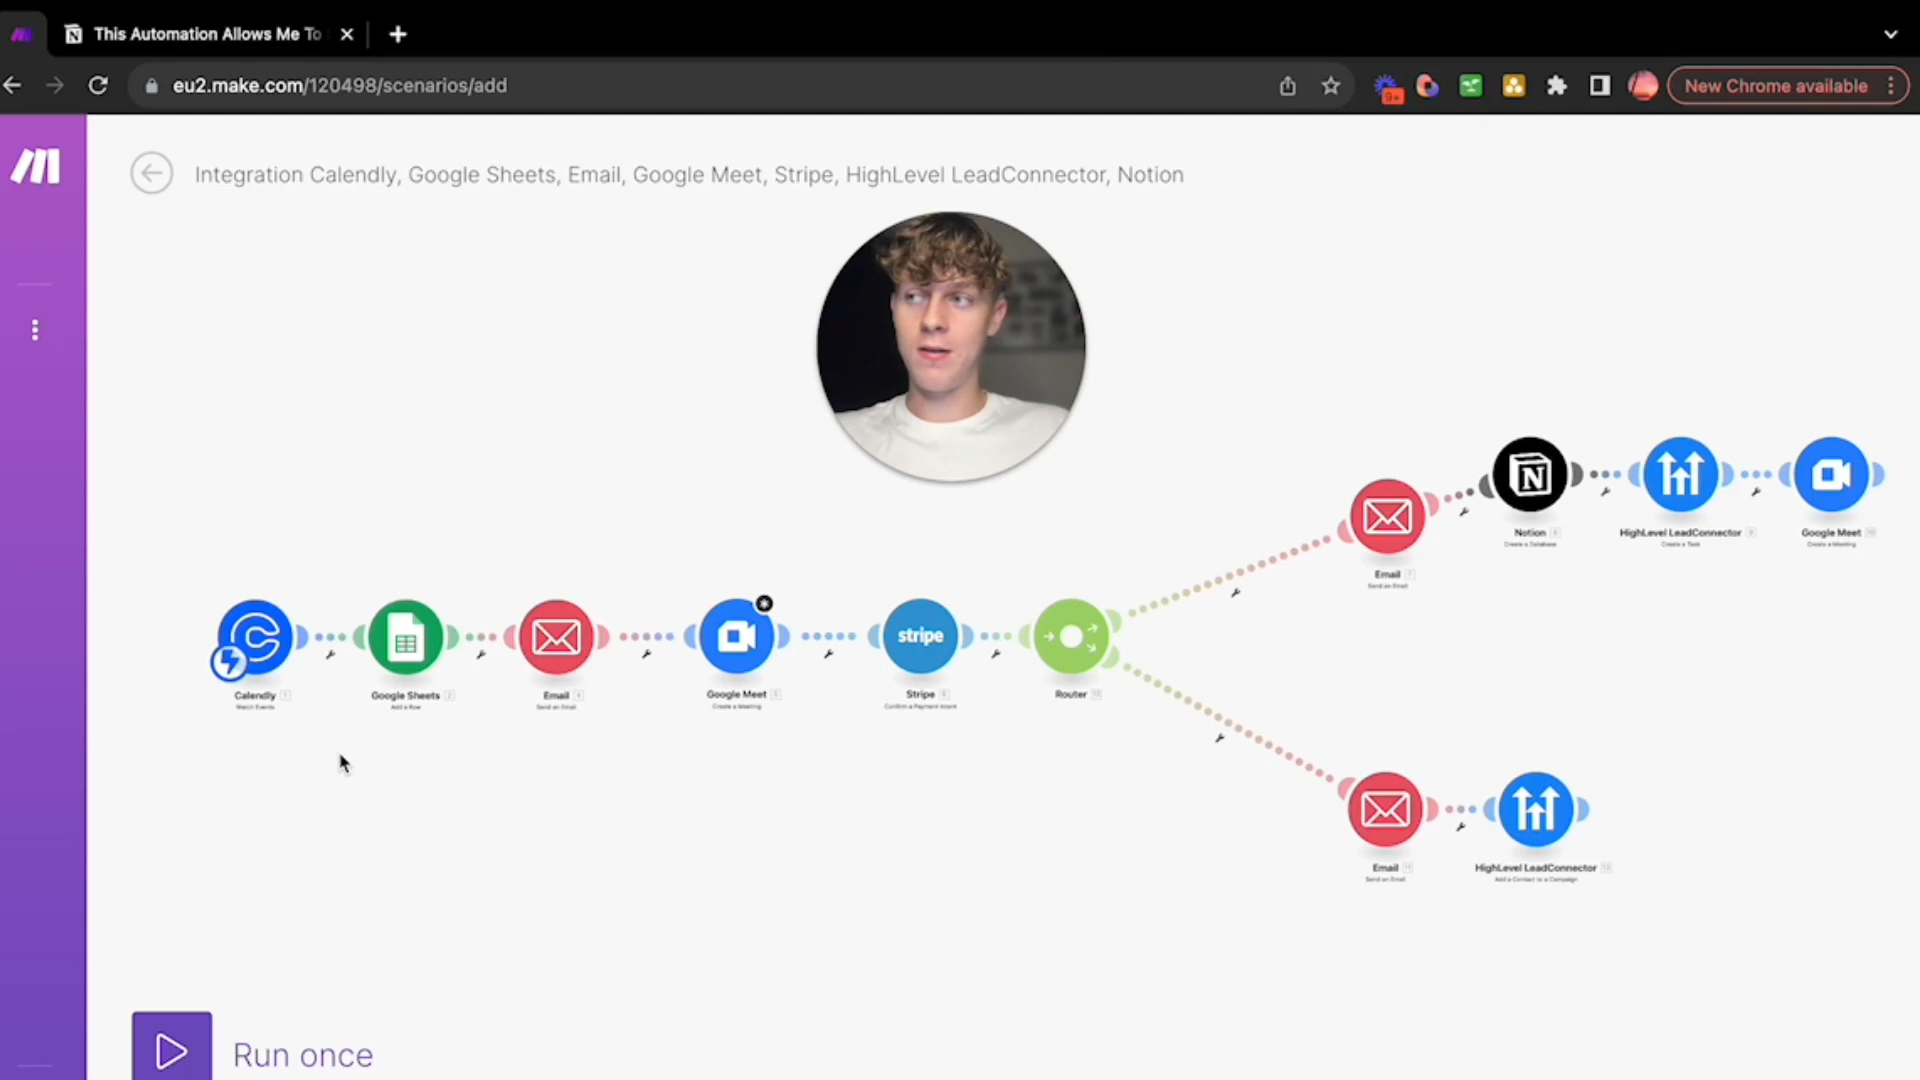 This Automation Allows Me To
eu2.make.com/120498/scenarios/add
9+
New Chrome available
Integration Calendly, Google Sheets, Email, Google Meet, Stripe, HighLevel LeadConnector, Notion
Notion
Create a Database
HighLevel LeadConnector
Create a Task
Google Meet
Create a Meeting
Email 7
Send an Email
stripe
Calendly 1
Watch Events
Google Sheets
Add a Row
Email
Send an Email
Google Meet
Create a Meeting
Stripe
Confirm a Payment Intent
Router
Email
Send an Email
HighLevel LeadConnector
Add a Contact to a Campaign
Run once